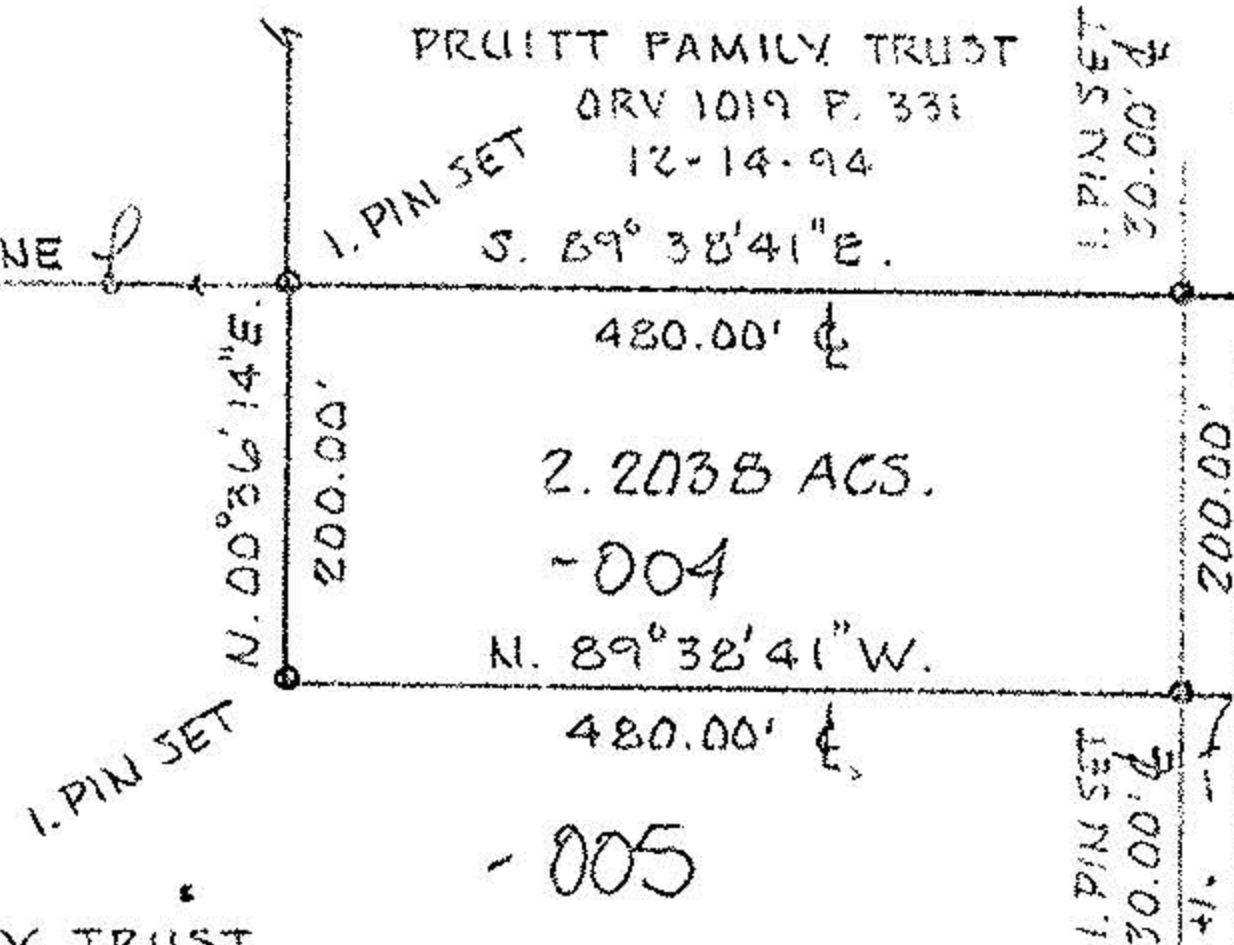 PRUITT FAMILY TRUST
ORV 1019 P. 331
12-14-94
I. PIN SET
I. PIN SET
30.00' ℄
NE
S. 89° 38' 41" E.
480.00' ℄
N. 00° 36' 14" E.
200.00'
2.2038 ACS.
200.00'
-004
N. 89° 38' 41" W.
480.00' ℄
I. PIN SET
I. PIN SET
30.00' ℄
-005
Y TRUST